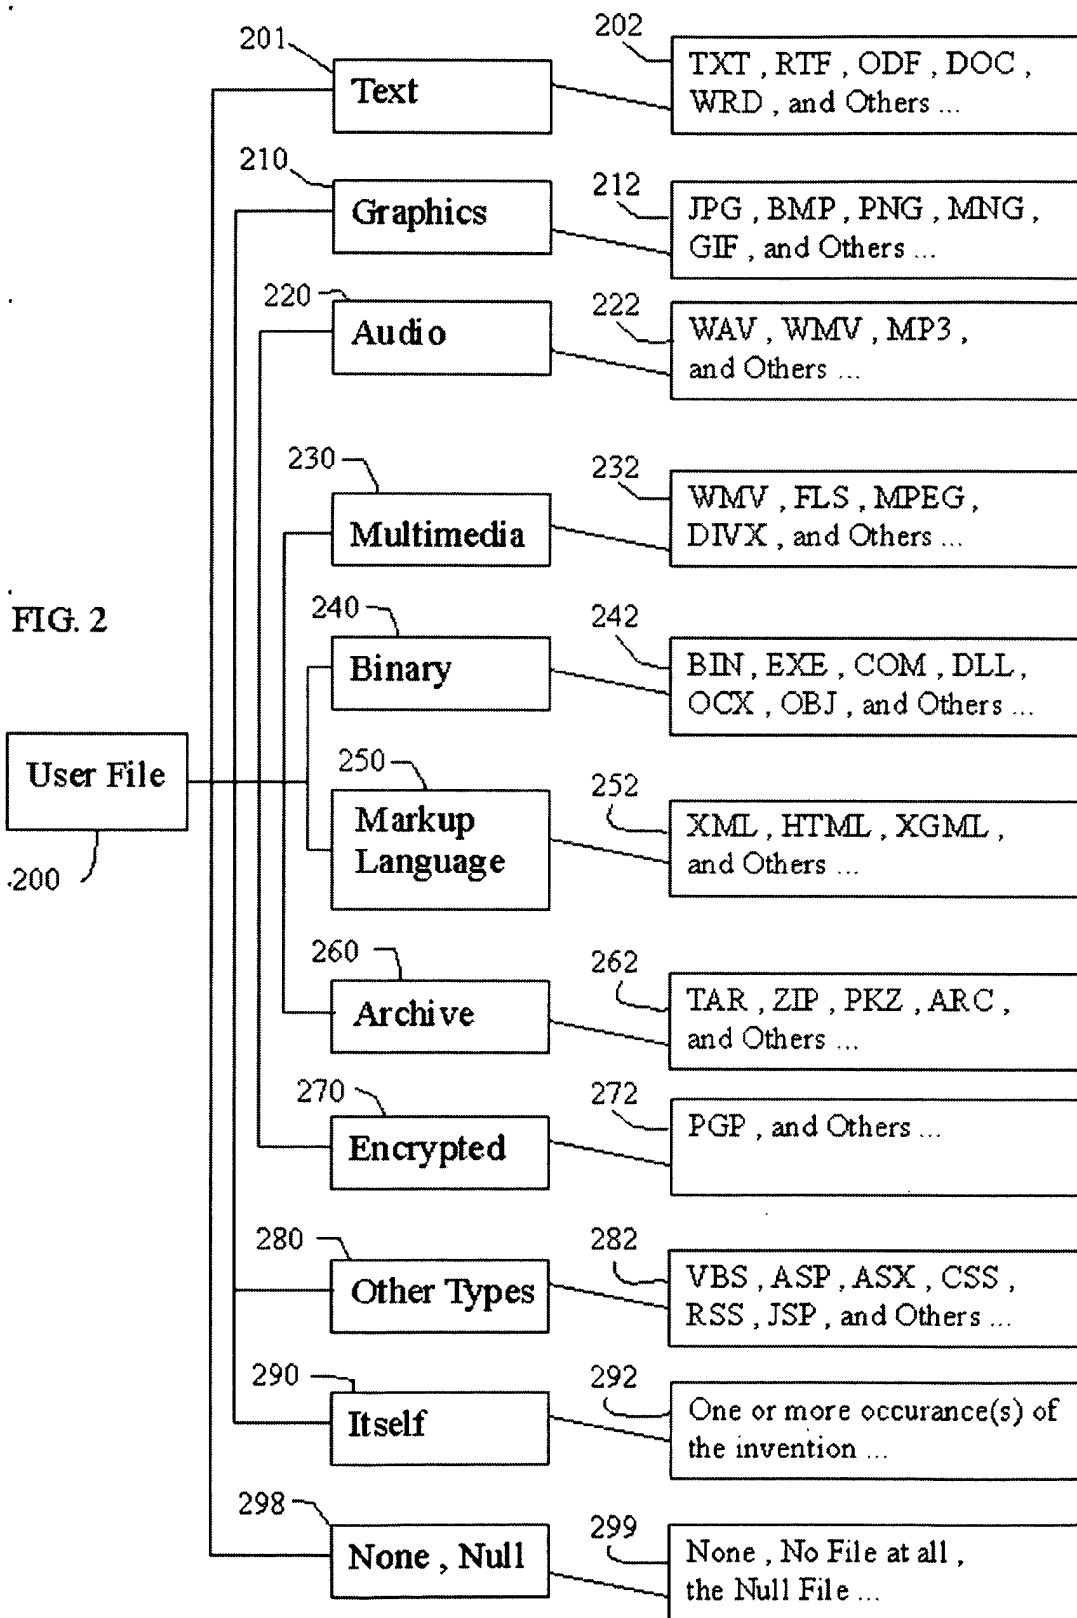 201
202
Text
TXT , RTF , ODF , DOC ,
WRD , and Others ...
210
212
Graphics
JPG , BMP , PNG , MNG ,
GIF , and Others ...
220
222
Audio
WAV , WMV , MP3 ,
and Others ...
230
232
Multimedia
WMV , FLS , MPEG ,
DIVX , and Others ...
FIG. 2
240
242
Binary
BIN , EXE , COM , DLL ,
OCX , OBJ , and Others ...
User File
200
250
252
Markup
Language
XML , HTML , XGML ,
and Others ...
260
262
Archive
TAR , ZIP , PKZ , ARC ,
and Others ...
270
272
Encrypted
PGP , and Others ...
280
282
Other Types
VBS , ASP , ASX , CSS ,
RSS , JSP , and Others ...
290
292
Itself
One or more occurance(s) of
the invention ...
298
299
None , Null
None , No File at all ,
the Null File ...